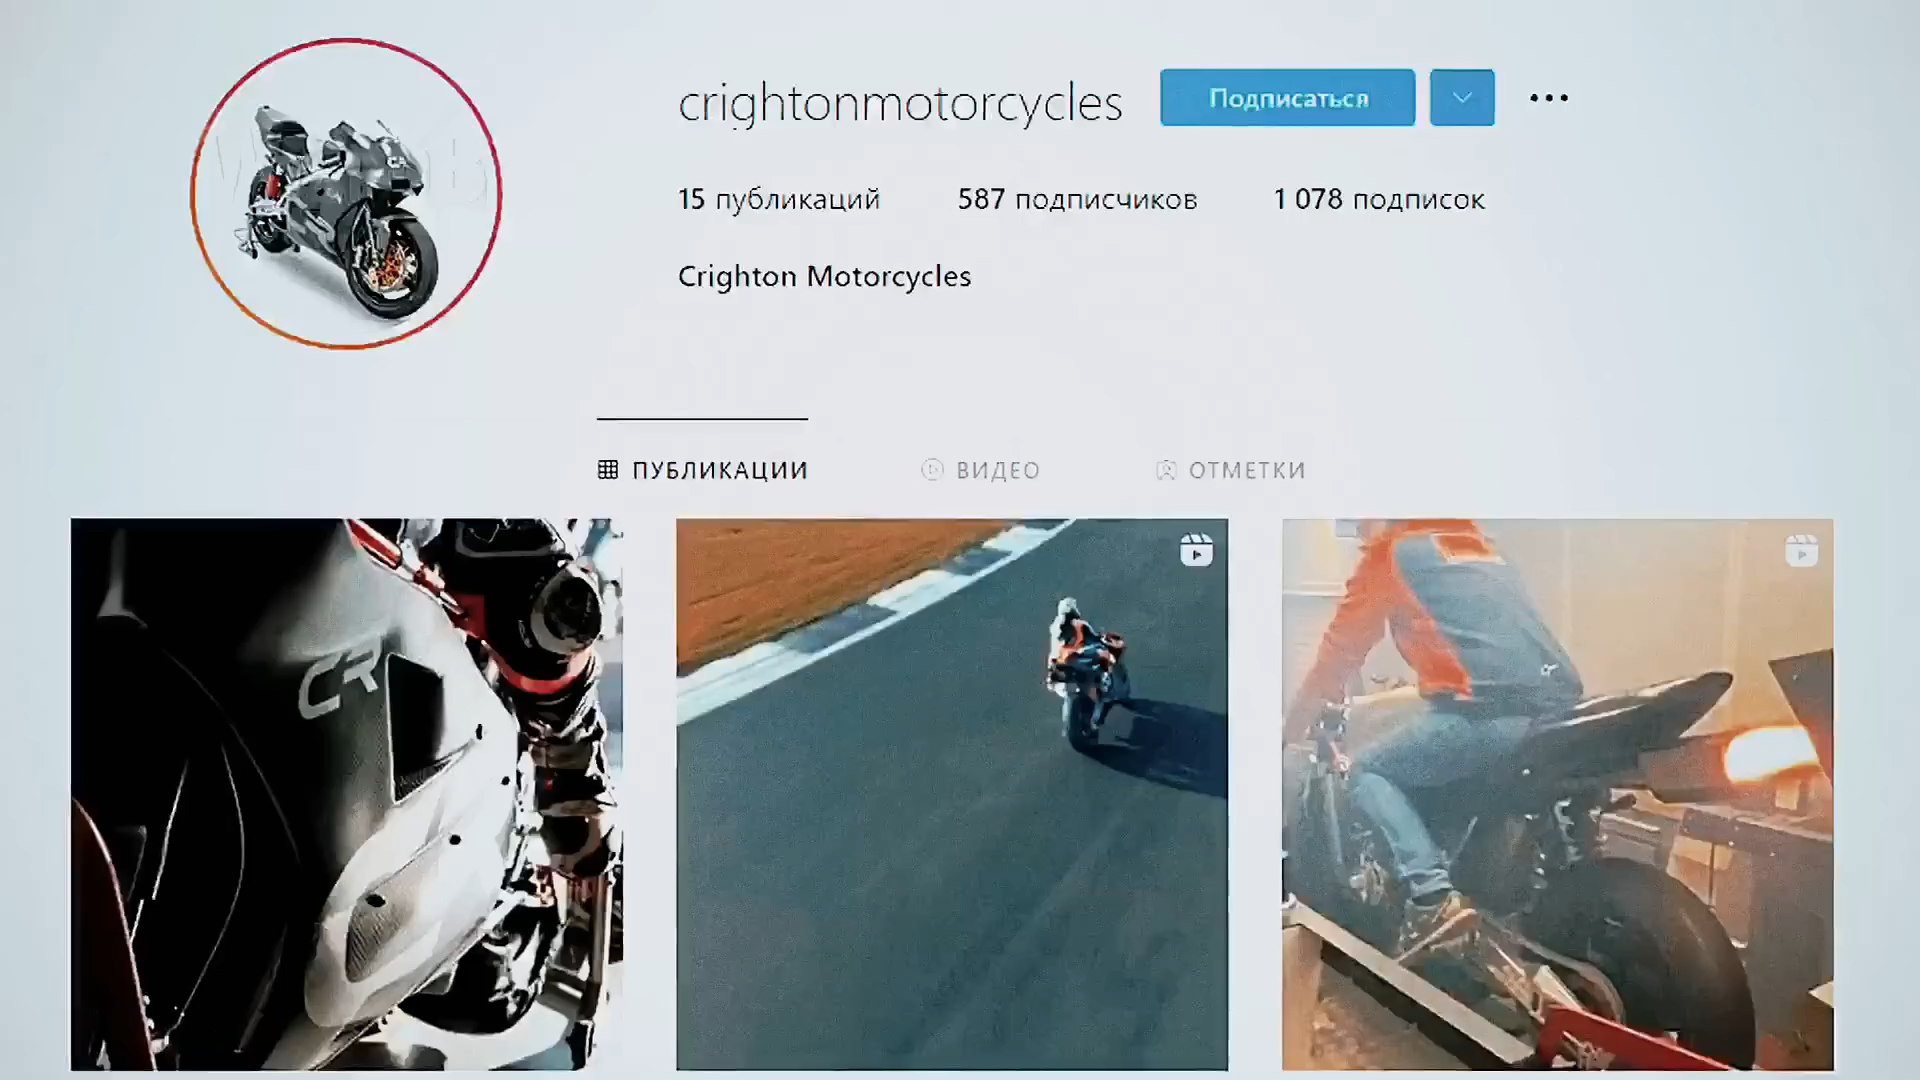 crightonmotorcycles Подписаться
15 публикаций 587 подписчиков 1 078 подписок
Crighton Motorcycles
ПУБЛИКАЦИИ ВИДЕО ОТМЕТКИ
CR